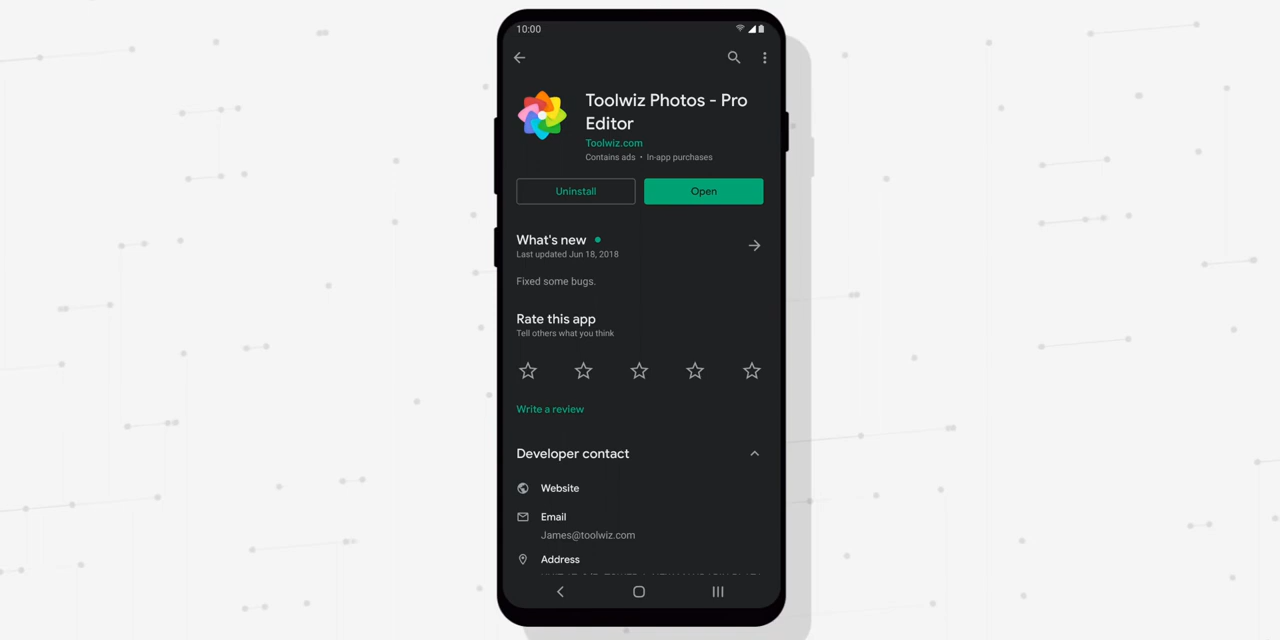 10:00
Toolwiz Photos - Pro
Editor
Toolwiz.com
Contains ads • In-app purchases
Uninstall
Open
What's new
Last updated Jun 18, 2018
Fixed some bugs.
Rate this app
Tell others what you think
Write a review
Developer contact
Website
Email
James@toolwiz.com
Address